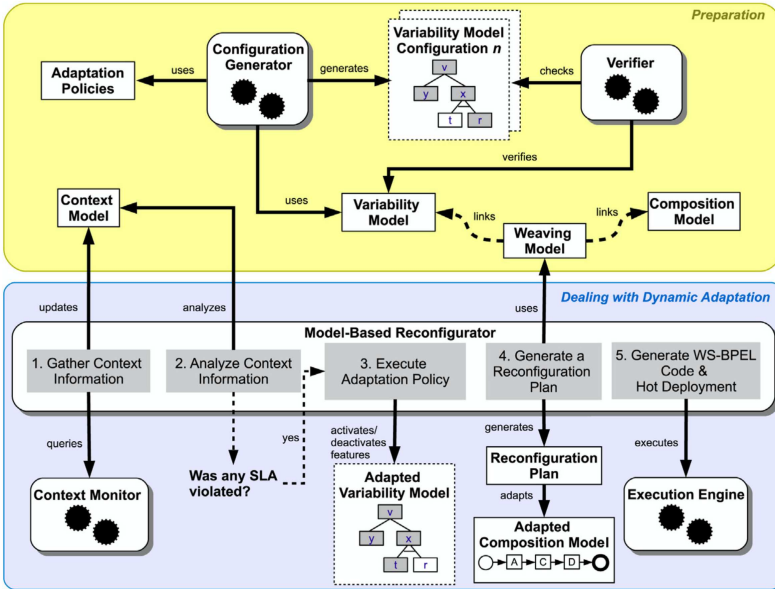 Preparation
Configuration
Generator
Variability Model
Configuration n
v
y
x
t
r
Verifier
Adaptation
Policies
uses
generates
checks
verifies
Context
Model
uses
Variability
Model
links
Weaving
Model
links
Composition
Model
Dealing with Dynamic Adaptation
updates
analyzes
uses
Model-Based Reconfigurator
1. Gather Context
Information
2. Analyze Context
Information
3. Execute
Adaptation Policy
4. Generate a
Reconfiguration
Plan
5. Generate WS-BPEL
Code &
Hot Deployment
queries
yes
activates/
deactivates
features
generates
executes
Context Monitor
Was any SLA
violated?
Adapted
Variability Model
v
y
x
t
r
Reconfiguration
Plan
adapts
Adapted
Composition Model
A
C
D
Execution Engine